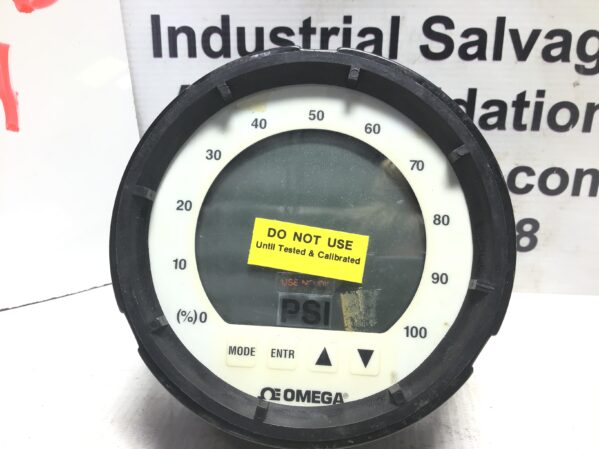 Industrial Salvag
dation
com
8
50
40
60
30
70
20
80
DO NOT USE
Until Tested & Calibrated
10
90
PSI
(%) 0
100
MODE ENTR ▲ ▼
OMEGA®